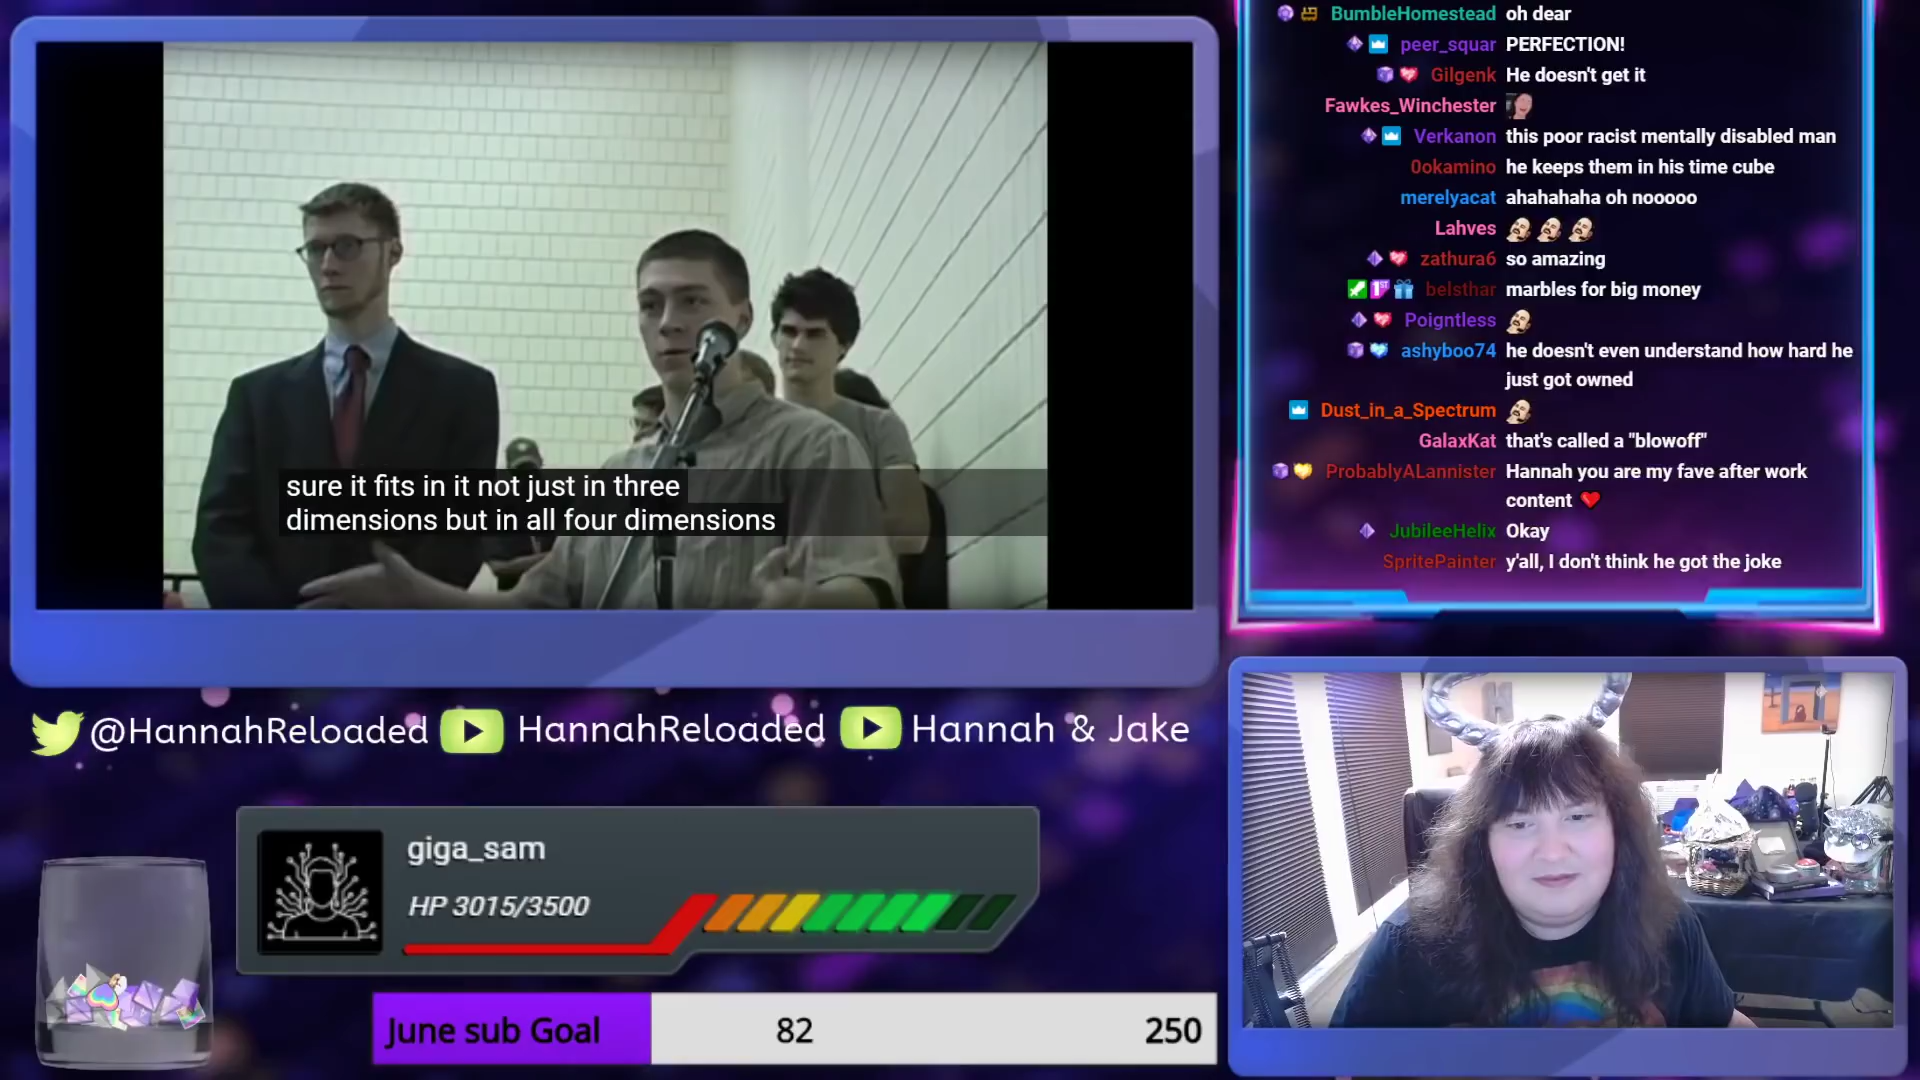 sure it fits in it not just in three
dimensions but in all four dimensions
BumbleHomestead oh dear
peer_squar PERFECTION!
Gilgenk He doesn't get it
Fawkes_Winchester
Verkanon this poor racist mentally disabled man
0okamino he keeps them in his time cube
merelyacat ahahahaha oh nooooo
Lahves
zathura6 so amazing
1ST belsthar marbles for big money
Poigntless
ashyboo74 he doesn't even understand how hard he
just got owned
Dust_in_a_Spectrum
GalaxKat that's called a "blowoff"
ProbablyALannister Hannah you are my fave after work
content
JubileeHelix Okay
SpritePainter y'all, I don't think he got the joke
@HannahReloaded HannahReloaded Hannah & Jake
giga_sam
HP 3015/3500
June sub Goal 82 250